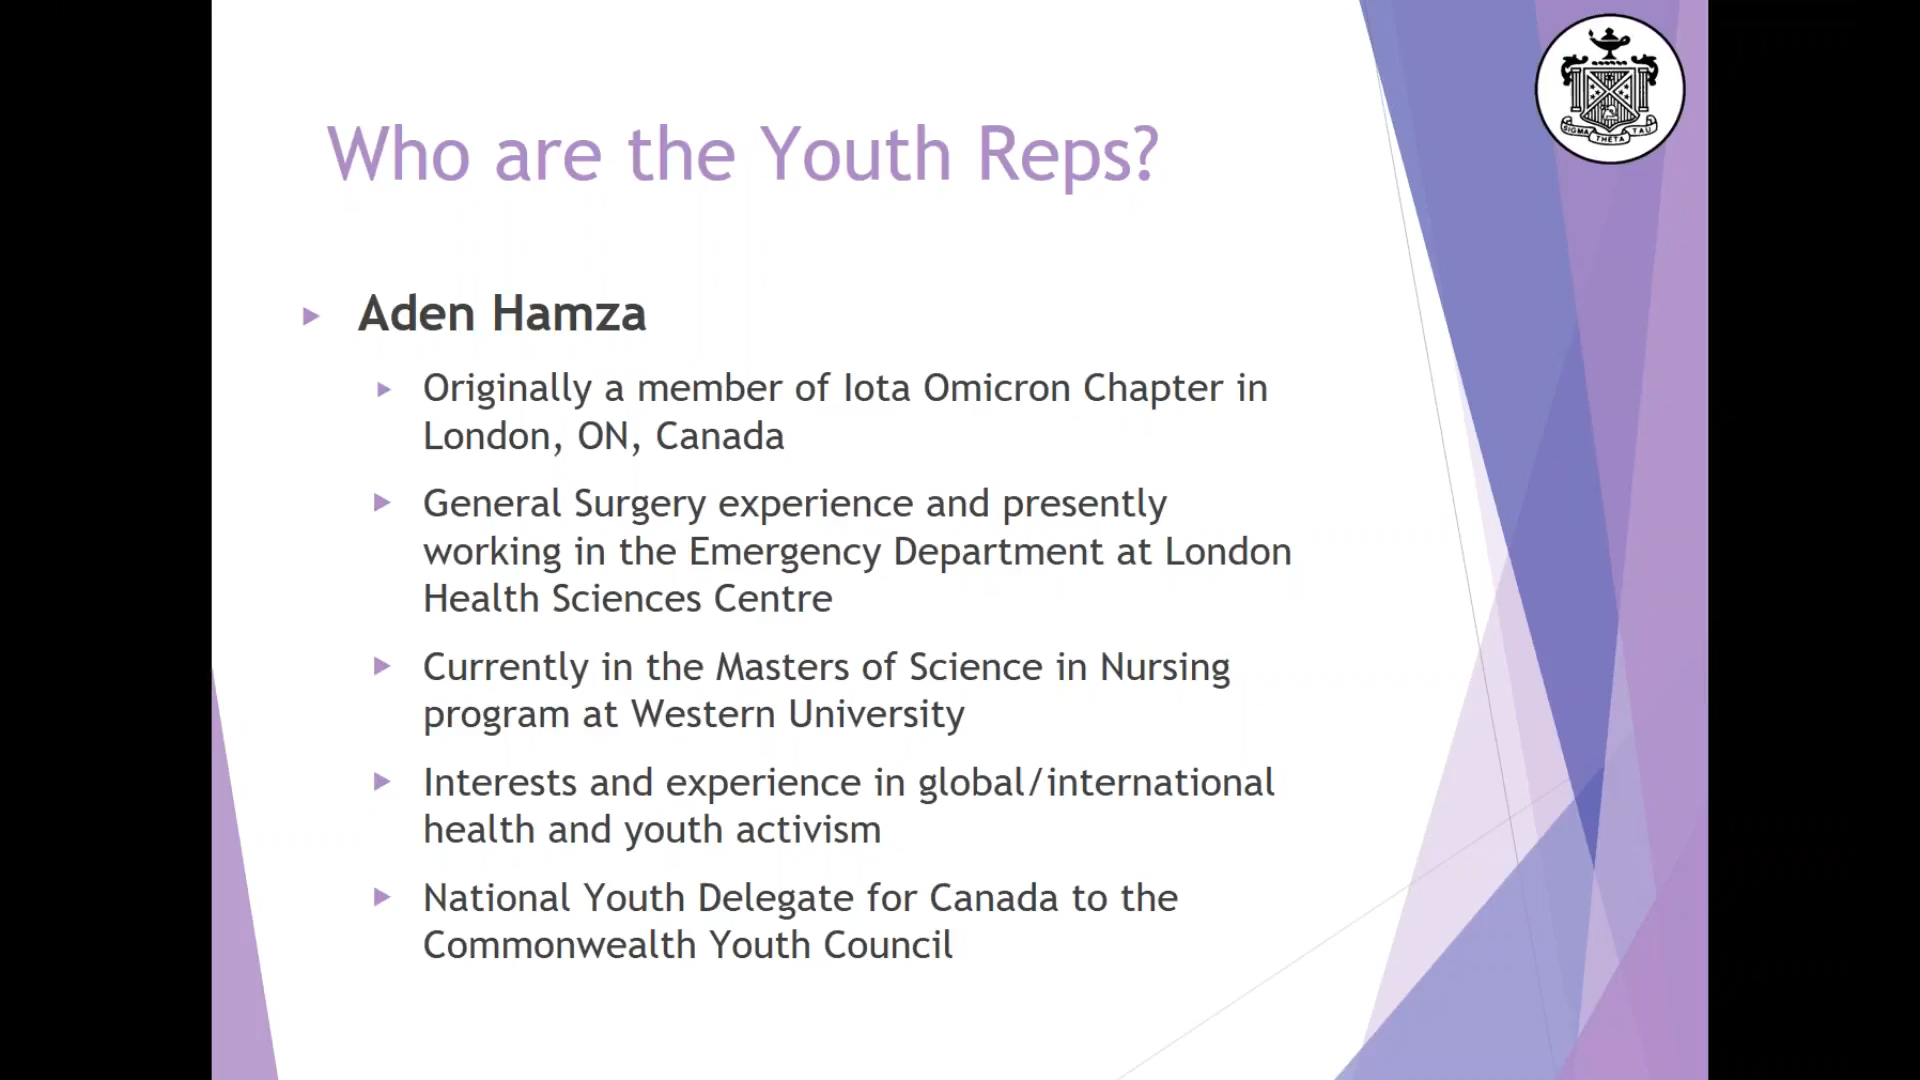 Who are the Youth Reps?
SIGMA THETA TAU
Aden Hamza
Originally a member of Iota Omicron Chapter in
London, ON, Canada
General Surgery experience and presently
working in the Emergency Department at London
Health Sciences Centre
Currently in the Masters of Science in Nursing
program at Western University
Interests and experience in global/international
health and youth activism
National Youth Delegate for Canada to the
Commonwealth Youth Council